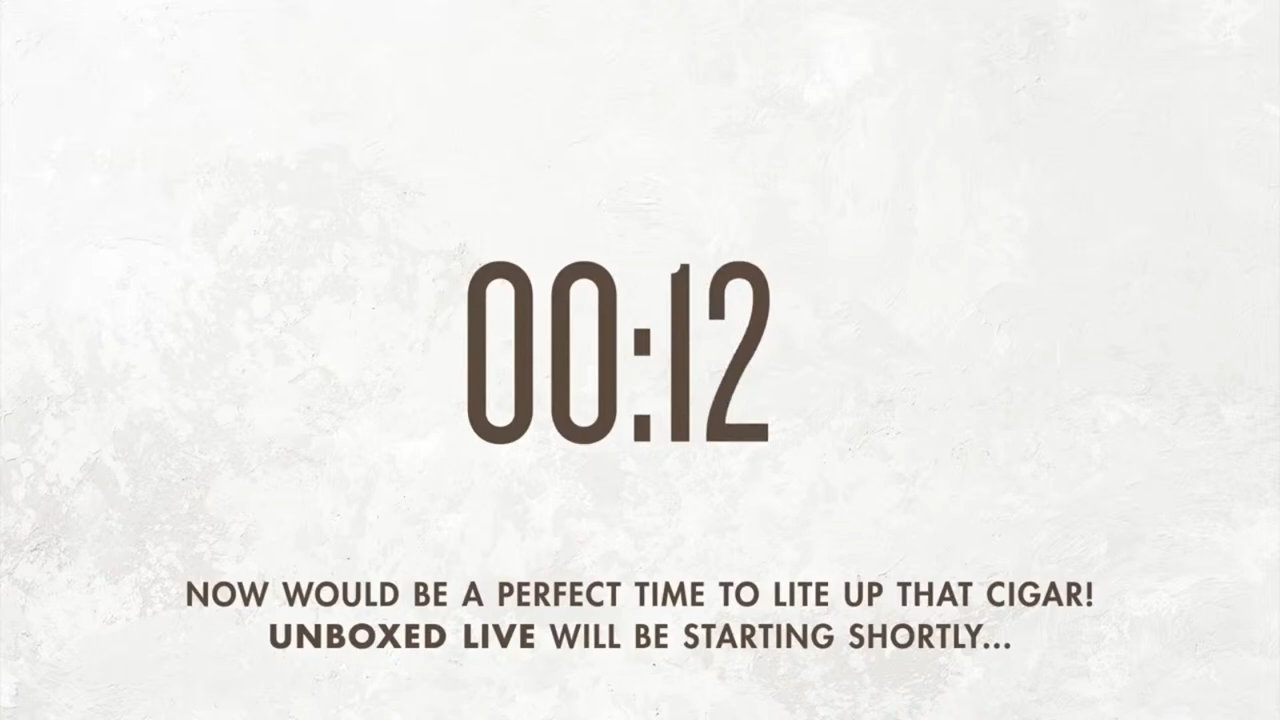 00:12
NOW WOULD BE A PERFECT TIME TO LITE UP THAT CIGAR!
UNBOXED LIVE WILL BE STARTING SHORTLY...